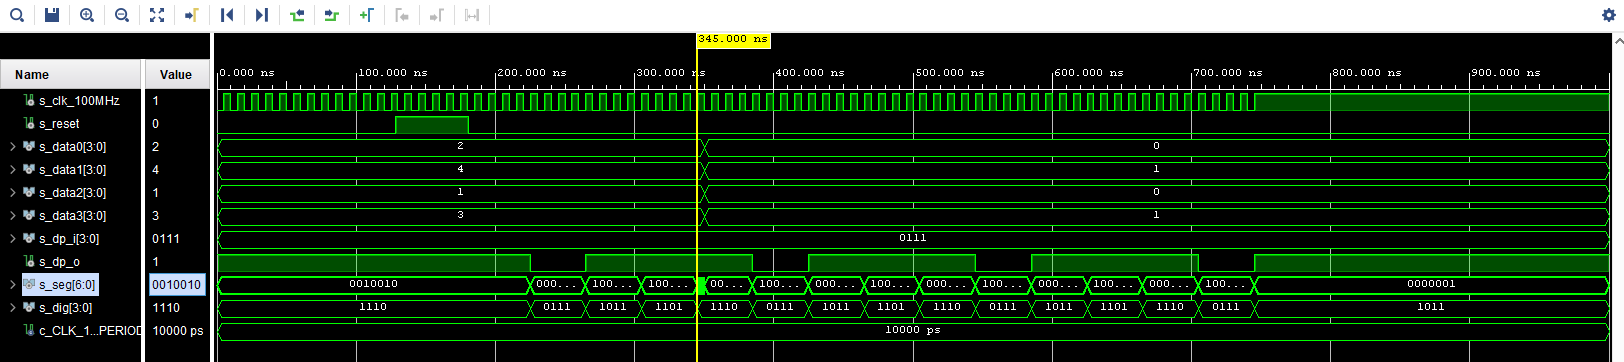 345.000 ns
Name Value 0.000 ns 100.000 ns 200.000 ns 300.000 ns 400.000 ns 500.000 ns 600.000 ns 700.000 ns 800.000 ns 900.000 ns
s_clk_100MHz 1
s_reset 0
s_data0[3:0] 2 2 0
s_data1[3:0] 4 4 1
s_data2[3:0] 1 1 0
s_data3[3:0] 3 3 1
s_dp_i[3:0] 0111 0111
s_dp_o 1
s_seg[6:0] 0010010 0010010 000... 100... 100... 00... 100... 000... 100... 000... 100... 000... 100... 000... 100... 0000001
s_dig[3:0] 1110 1110 0111 1011 1101 1110 0111 1011 1101 1110 0111 1011 1101 1110 0111 1011
c_CLK_1...PERIOD 10000 ps 10000 ps